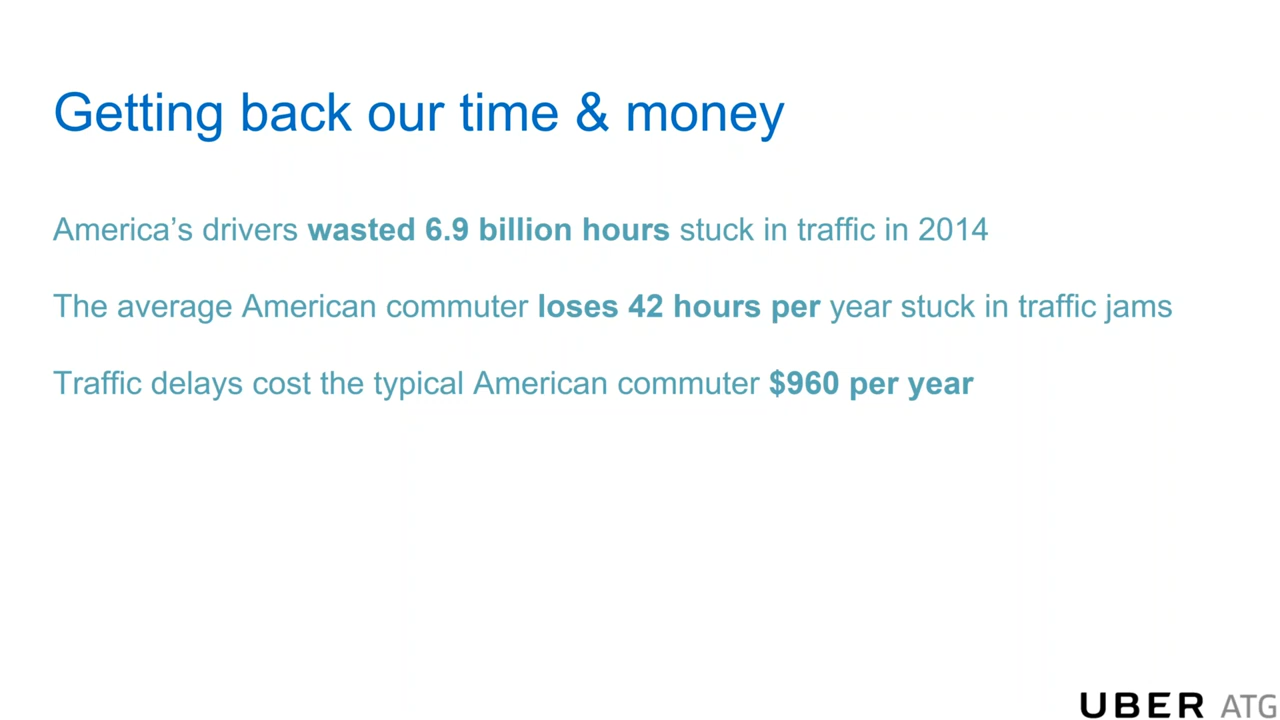 Getting back our time & money
America’s drivers wasted 6.9 billion hours stuck in traffic in 2014
The average American commuter loses 42 hours per year stuck in traffic jams
Traffic delays cost the typical American commuter $960 per year
UBER ATG